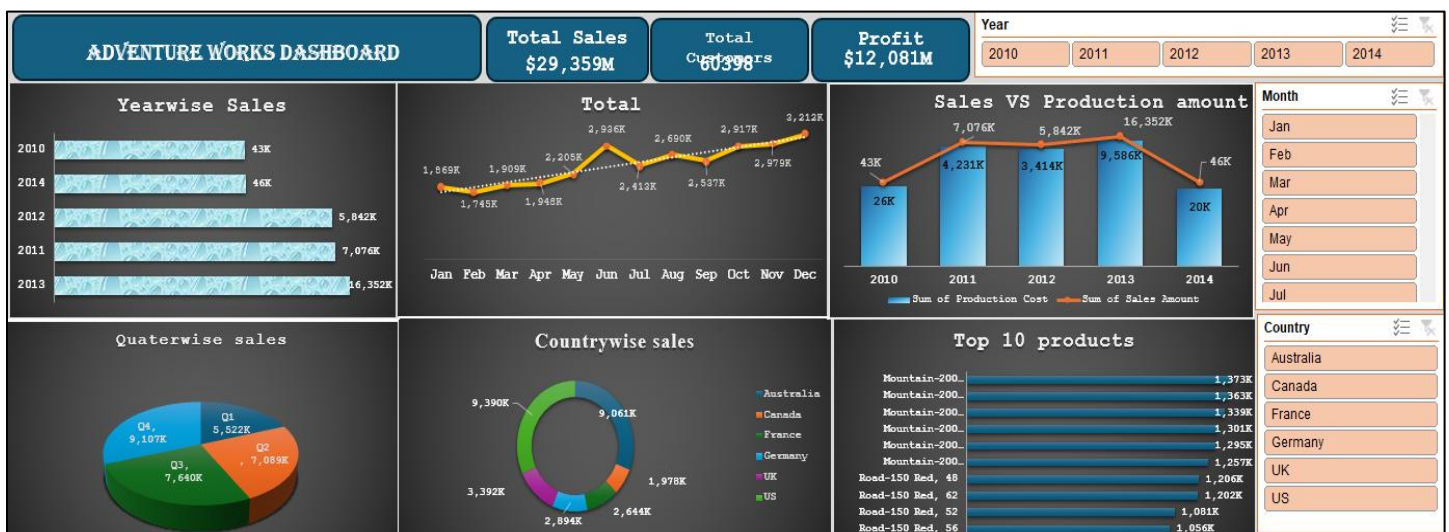 ADVENTURE WORKS DASHBOARD
Total Sales
$29,359M
Total
Customers
60398
Profit
$12,081M
Year
2010
2011
2012
2013
2014
Yearwise Sales
2010
43K
2014
46K
2012
5,842K
2011
7,076K
2013
16,352K
Total
1,869K
1,745K
1,909K
1,948K
2,205K
2,936K
2,413K
2,690K
2,537K
2,917K
2,979K
3,212K
Jan Feb Mar Apr May Jun Jul Aug Sep Oct Nov Dec
Sales VS Production amount
43K
7,076K
5,842K
16,352K
46K
26K
4,231K
3,414K
9,586K
20K
2010
2011
2012
2013
2014
Sum of Production Cost
Sum of Sales Amount
Month
Jan
Feb
Mar
Apr
May
Jun
Jul
Quaterwise sales
Q1
5,522K
Q2
, 7,089K
Q3,
7,640K
Q4,
9,107K
Countrywise sales
9,390K
9,061K
1,978K
2,644K
2,894K
3,392K
Australia
Canada
France
Germany
UK
US
Top 10 products
Mountain-200…
1,373K
Mountain-200…
1,363K
Mountain-200…
1,339K
Mountain-200…
1,301K
Mountain-200…
1,295K
Mountain-200…
1,257K
Road-150 Red, 48
1,206K
Road-150 Red, 62
1,202K
Road-150 Red, 52
1,081K
Road-150 Red, 56
1,056K
Country
Australia
Canada
France
Germany
UK
US